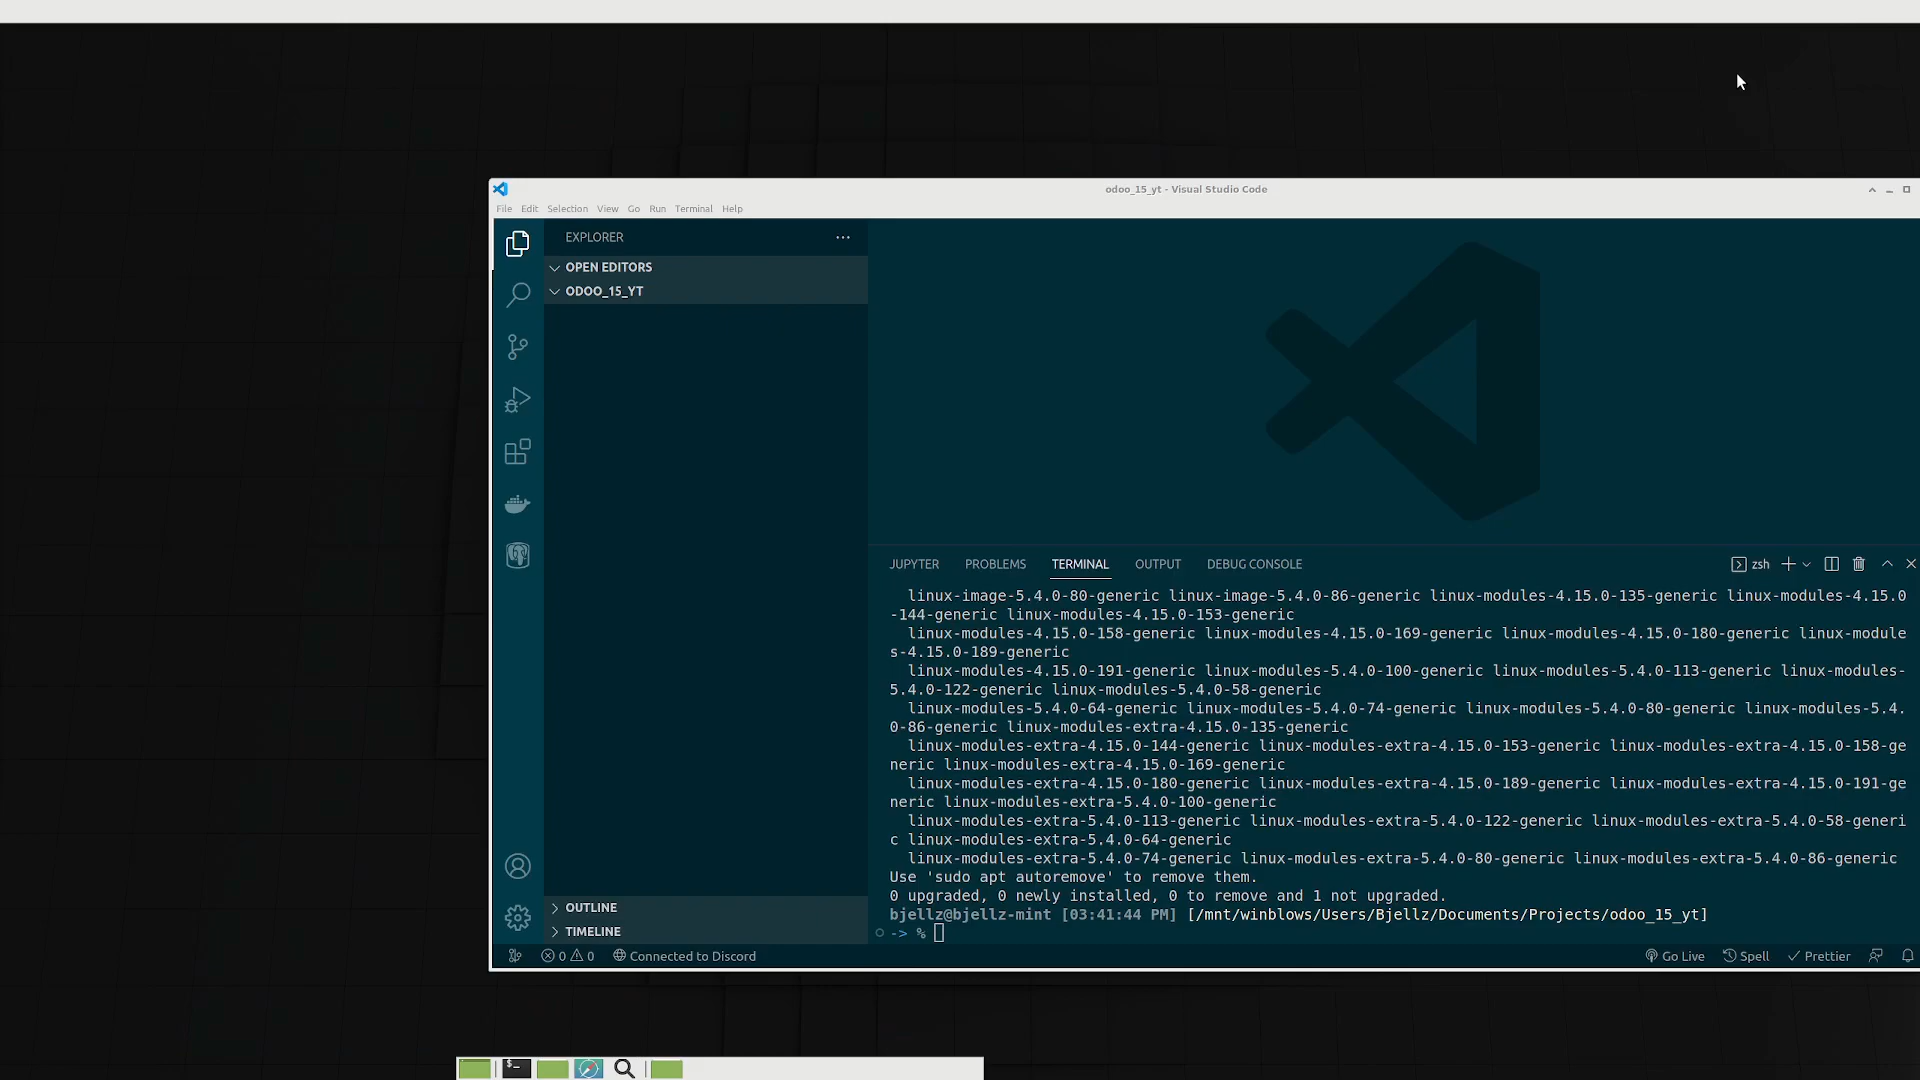 odoo_15_yt - Visual Studio Code
File Edit Selection View Go Run Terminal Help
EXPLORER
OPEN EDITORS
ODOO_15_YT
JUPYTER PROBLEMS TERMINAL OUTPUT DEBUG CONSOLE zsh
linux-image-5.4.0-80-generic linux-image-5.4.0-86-generic linux-modules-4.15.0-135-generic linux-modules-4.15.0
-144-generic linux-modules-4.15.0-153-generic
linux-modules-4.15.0-158-generic linux-modules-4.15.0-169-generic linux-modules-4.15.0-180-generic linux-module
s-4.15.0-189-generic
linux-modules-4.15.0-191-generic linux-modules-5.4.0-100-generic linux-modules-5.4.0-113-generic linux-modules-
5.4.0-122-generic linux-modules-5.4.0-58-generic
linux-modules-5.4.0-64-generic linux-modules-5.4.0-74-generic linux-modules-5.4.0-80-generic linux-modules-5.4.
0-86-generic linux-modules-extra-4.15.0-135-generic
linux-modules-extra-4.15.0-144-generic linux-modules-extra-4.15.0-153-generic linux-modules-extra-4.15.0-158-ge
neric linux-modules-extra-4.15.0-169-generic
linux-modules-extra-4.15.0-180-generic linux-modules-extra-4.15.0-189-generic linux-modules-extra-4.15.0-191-ge
neric linux-modules-extra-5.4.0-100-generic
linux-modules-extra-5.4.0-113-generic linux-modules-extra-5.4.0-122-generic linux-modules-extra-5.4.0-58-generi
c linux-modules-extra-5.4.0-64-generic
linux-modules-extra-5.4.0-74-generic linux-modules-extra-5.4.0-80-generic linux-modules-extra-5.4.0-86-generic
Use 'sudo apt autoremove' to remove them.
0 upgraded, 0 newly installed, 0 to remove and 1 not upgraded.
bjellz@bjellz-mint [03:41:44 PM] [/mnt/winblows/Users/Bjellz/Documents/Projects/odoo_15_yt]
-> %
OUTLINE
TIMELINE
0 0 Connected to Discord Go Live Spell Prettier